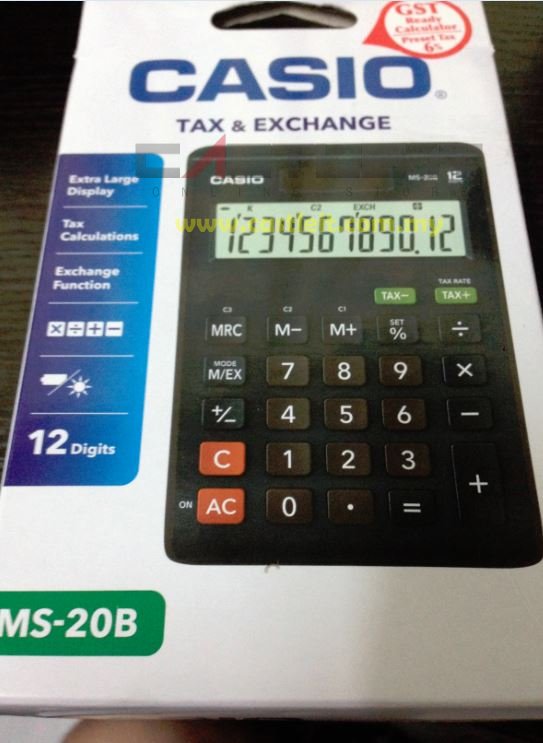 GST
Ready
Calculator
Preset Tax
6%
CASIO®
TAX & EXCHANGE
Extra Large
Display
Tax
Calculations
Exchange
Function
× ÷ + −
12 Digits
CASIO
12
K C2 EXCH
TAX RATE
TAX− TAX+
C3 C2 C1
MRC M− M+ SET % ÷
MODE
M/EX 7 8 9 ×
+/− 4 5 6 −
C 1 2 3 +
ON AC 0 · =
MS-20B